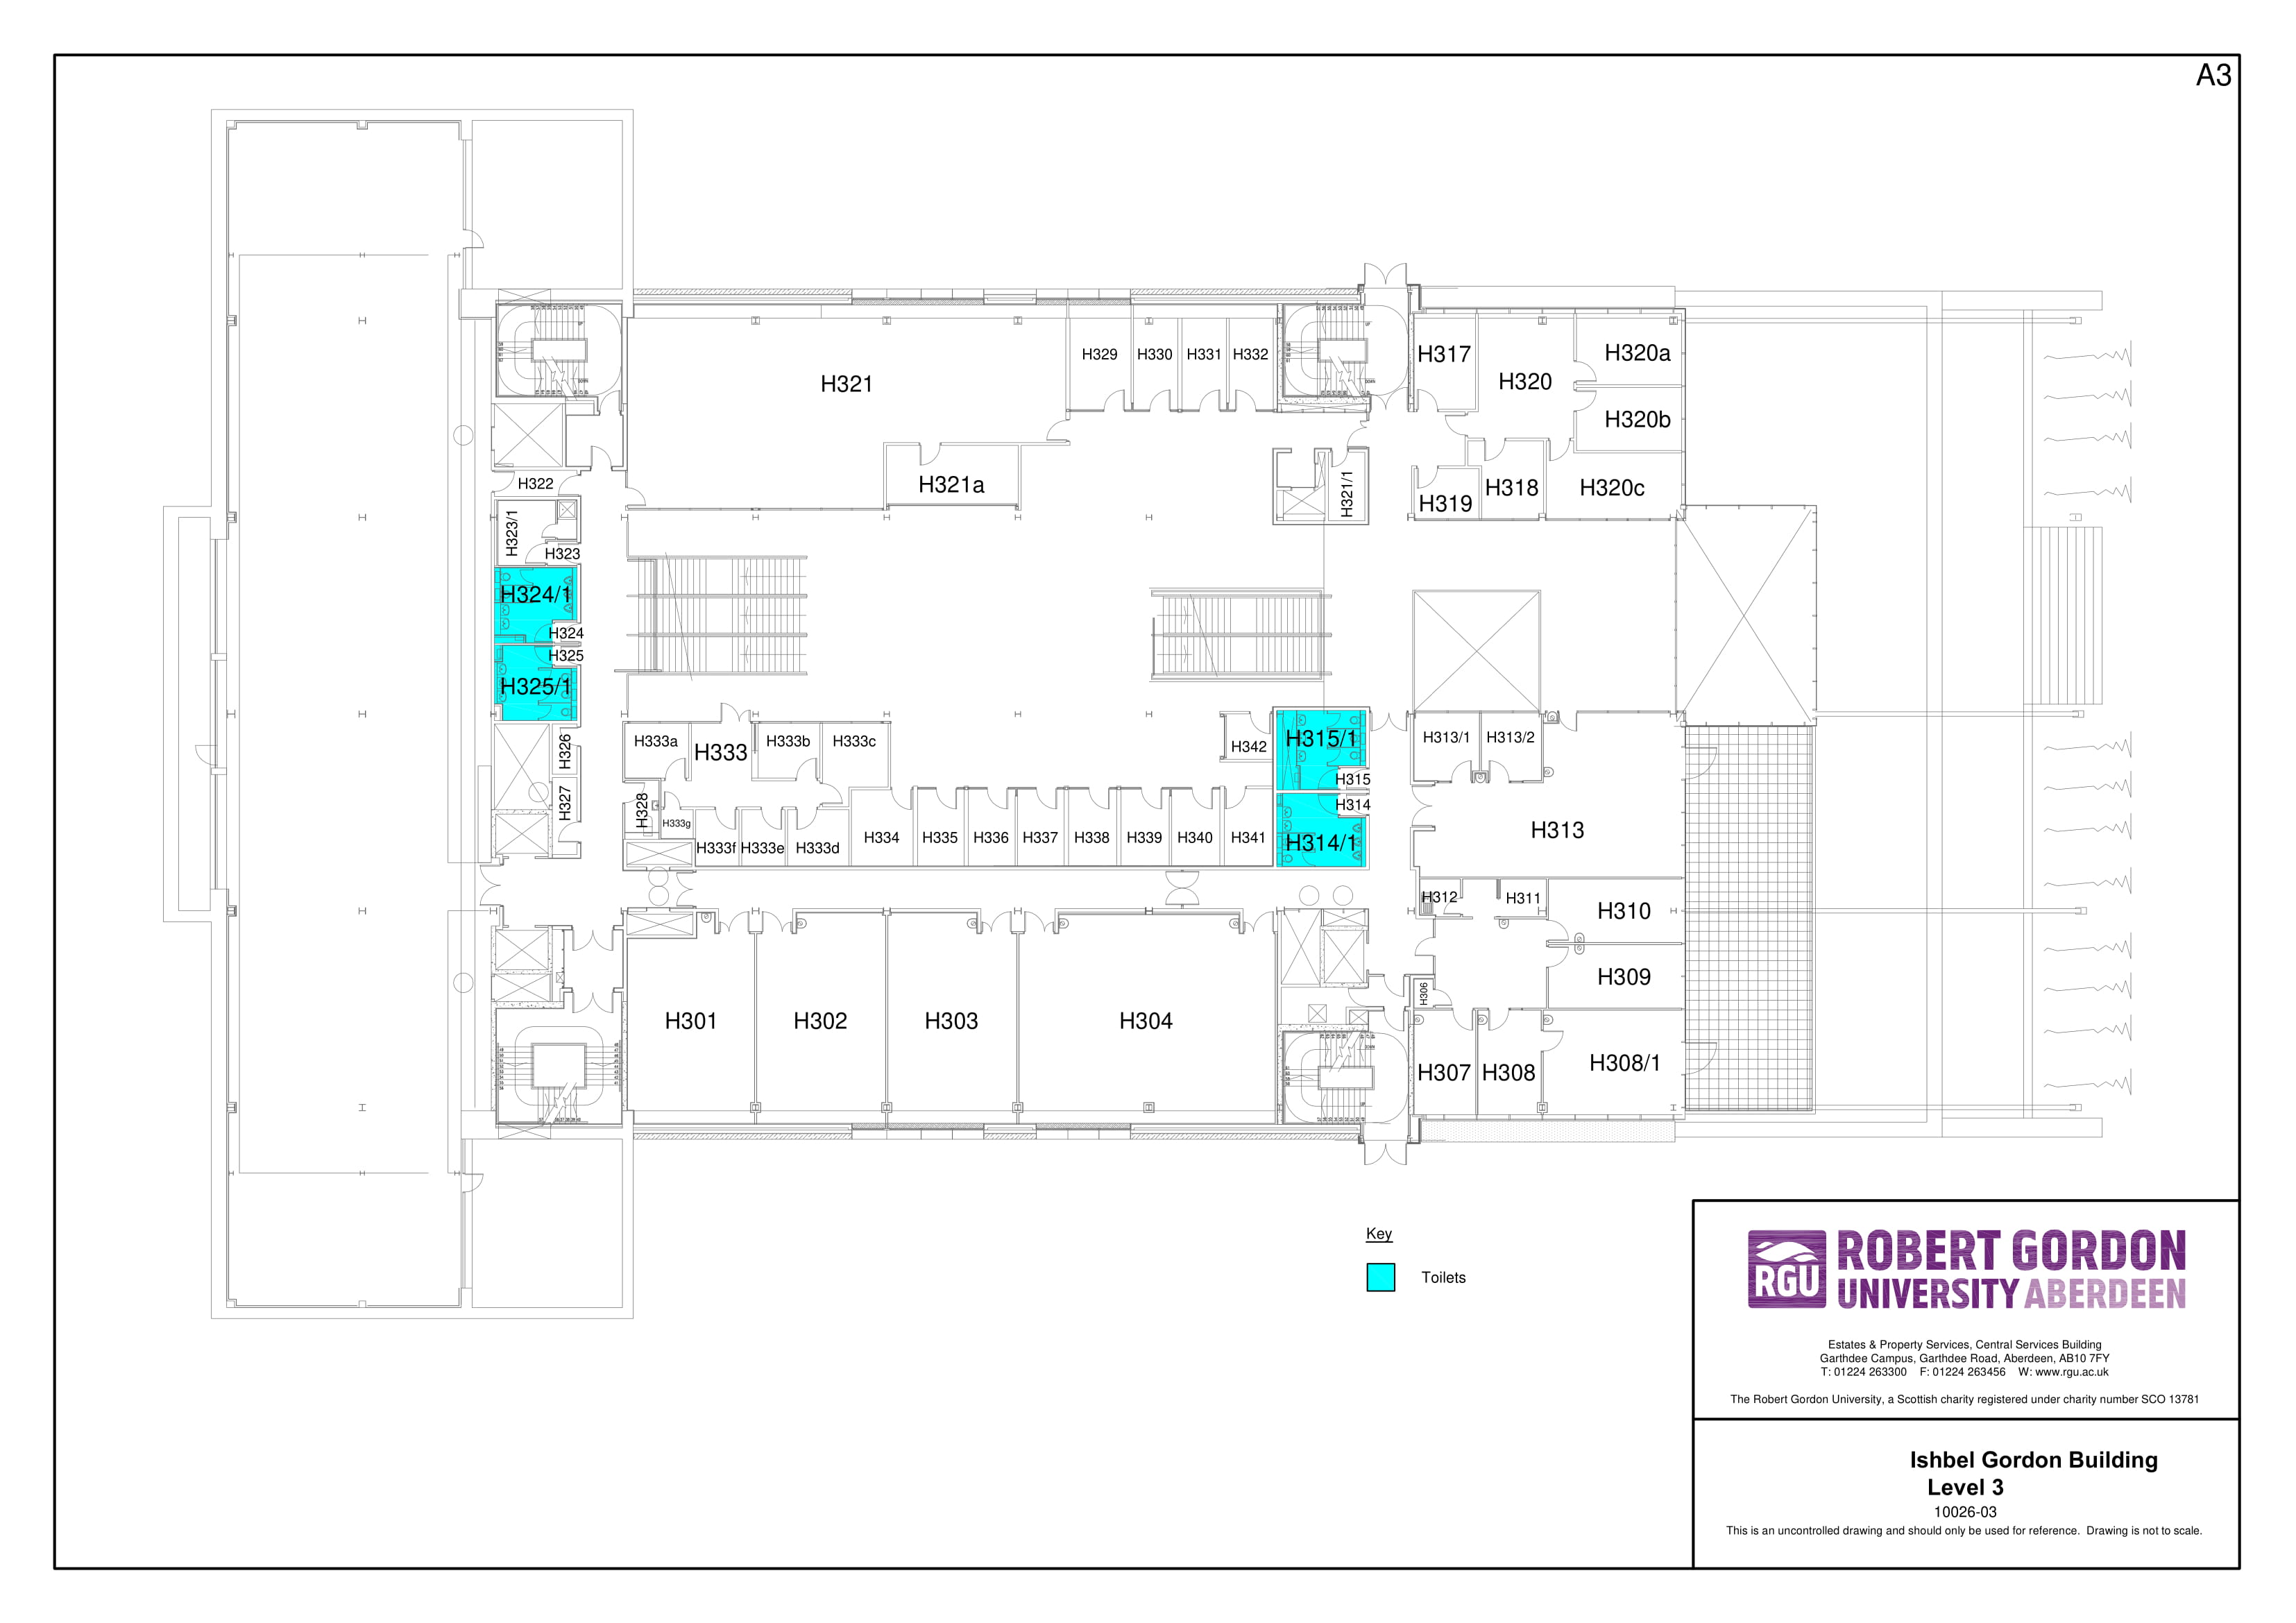 A3
H329
H330
H331
H332
H317
H320a
H320
H321
H320b
H322
H321a
H321/1
H319
H318
H320c
H323/1
H323
H324/1
H324
H325
H325/1
H326
H327
H333a
H333
H333b
H333c
H342
H315/1
H315
H314
H314/1
H313/1
H313/2
H313
H328
H333g
H333f
H333e
H333d
H334
H335
H336
H337
H338
H339
H340
H341
H312
H311
H310
H309
H306
H301
H302
H303
H304
H307
H308
H308/1
UP
DOWN
Key
Toilets
RGU
ROBERT GORDON
UNIVERSITY ABERDEEN
Estates & Property Services, Central Services Building
Garthdee Campus, Garthdee Road, Aberdeen, AB10 7FY
T: 01224 263300 F: 01224 263456 W: www.rgu.ac.uk
The Robert Gordon University, a Scottish charity registered under charity number SCO 13781
Ishbel Gordon Building
Level 3
10026-03
This is an uncontrolled drawing and should only be used for reference. Drawing is not to scale.